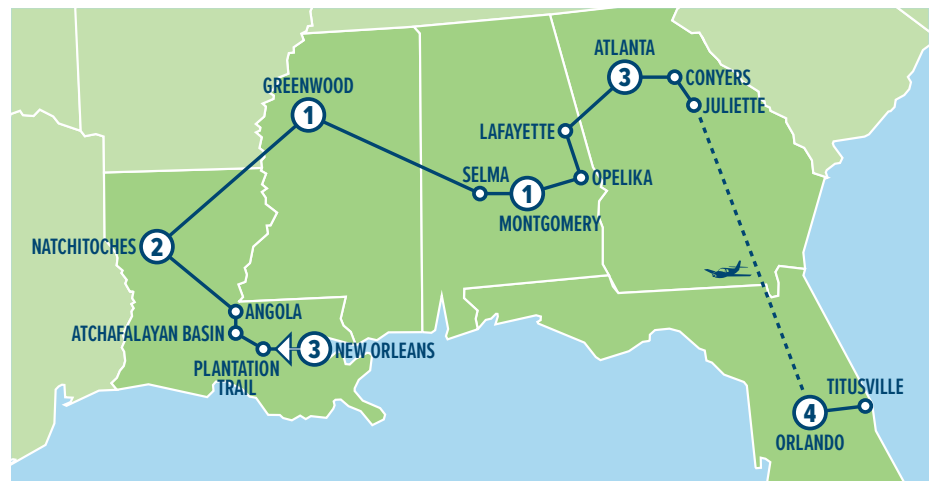 ATLANTA
3
CONYERS
JULIETTE
GREENWOOD
1
LAFAYETTE
SELMA
1
OPELIKA
MONTGOMERY
NATCHITOCHES
2
ANGOLA
ATCHAFALAYAN BASIN
3
NEW ORLEANS
PLANTATION
TRAIL
TITUSVILLE
4
ORLANDO